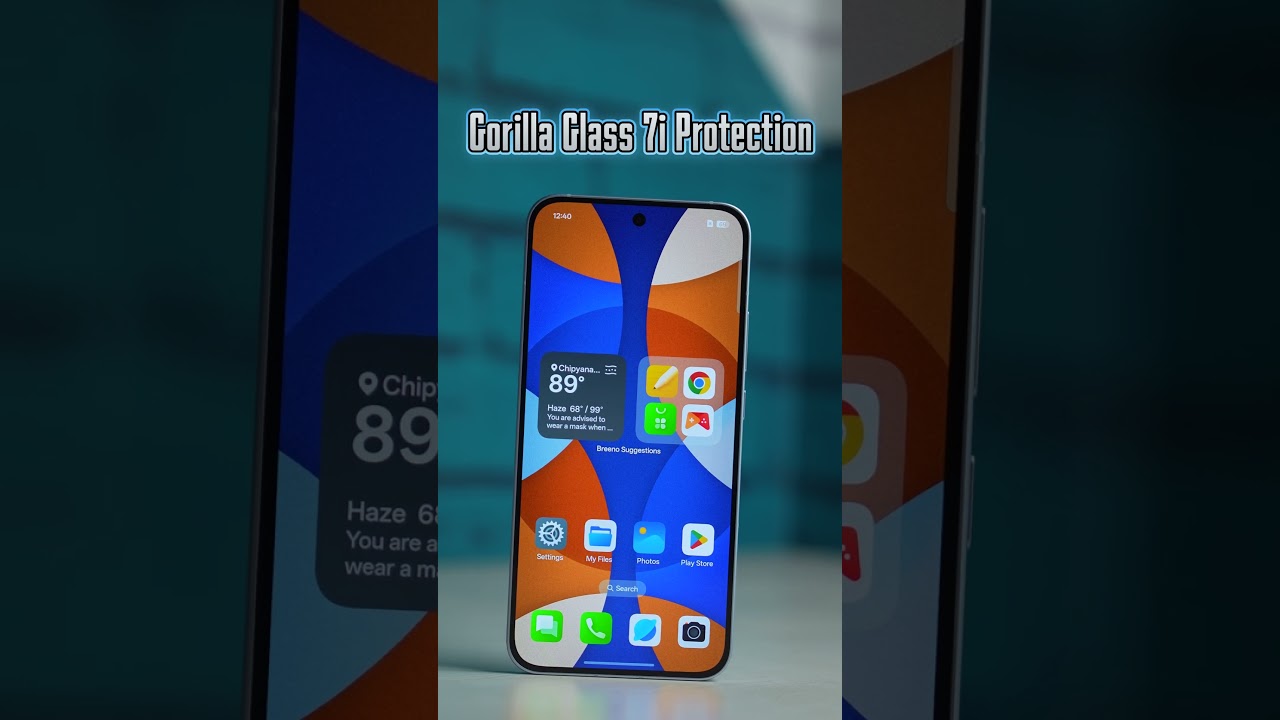 Gorilla Glass 7i Protection
12:40
Chipyana...
89°
Haze 68° / 99°
You are advised to
wear a mask when ...
Breeno Suggestions
Settings
My Files
Photos
Play Store
Search
Chipy
89
Haze 68
You are a
wear a m